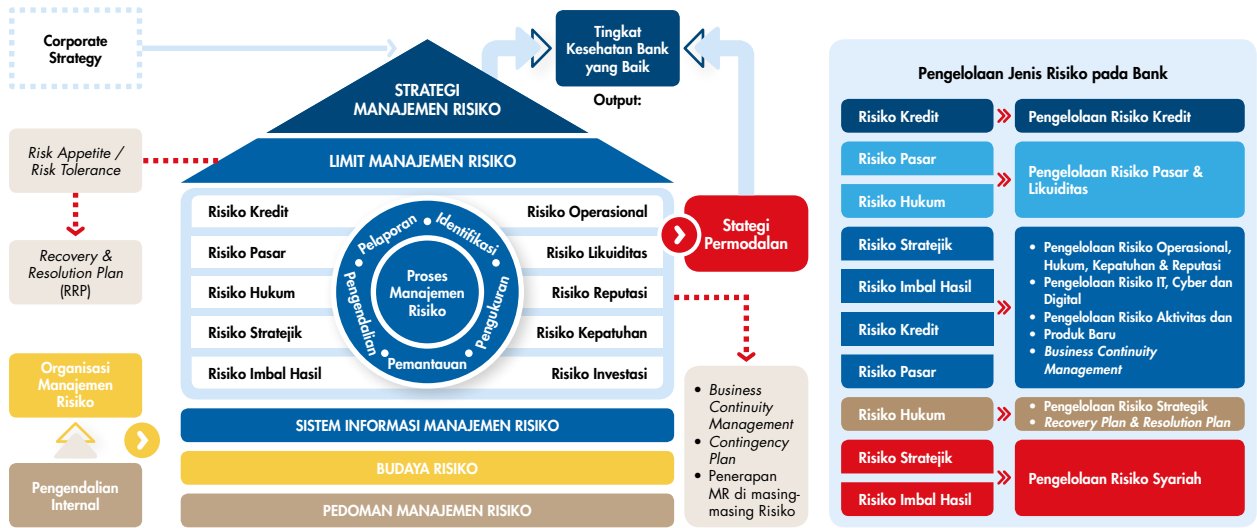 Corporate
Strategy
Tingkat
Kesehatan Bank
yang Baik
Output:
STRATEGI
MANAJEMEN RISIKO
LIMIT MANAJEMEN RISIKO
Risk Appetite /
Risk Tolerance
Recovery &
Resolution Plan
(RRP)
Organisasi
Manajemen
Risiko
Pengendalian
Internal
Risiko Kredit
Risiko Pasar
Risiko Hukum
Risiko Stratejik
Risiko Imbal Hasil
Proses
Manajemen
Risiko
Pelaporan
Identifikasi
Pengukuran
Pemantauan
Pengendalian
Risiko Operasional
Risiko Likuiditas
Risiko Reputasi
Risiko Kepatuhan
Risiko Investasi
SISTEM INFORMASI MANAJEMEN RISIKO
BUDAYA RISIKO
PEDOMAN MANAJEMEN RISIKO
Stategi
Permodalan
• Business
Continuity
Management
• Contingency
Plan
• Penerapan
MR di masing-
masing Risiko
Pengelolaan Jenis Risiko pada Bank
Risiko Kredit
Pengelolaan Risiko Kredit
Risiko Pasar
Risiko Hukum
Pengelolaan Risiko Pasar &
Likuiditas
Risiko Stratejik
Risiko Imbal Hasil
Risiko Kredit
Risiko Pasar
• Pengelolaan Risiko Operasional,
Hukum, Kepatuhan & Reputasi
• Pengelolaan Risiko IT, Cyber dan
Digital
• Pengelolaan Risiko Aktivitas dan
• Produk Baru
• Business Continuity
Management
Risiko Hukum
• Pengelolaan Risiko Strategik
• Recovery Plan & Resolution Plan
Risiko Stratejik
Risiko Imbal Hasil
Pengelolaan Risiko Syariah